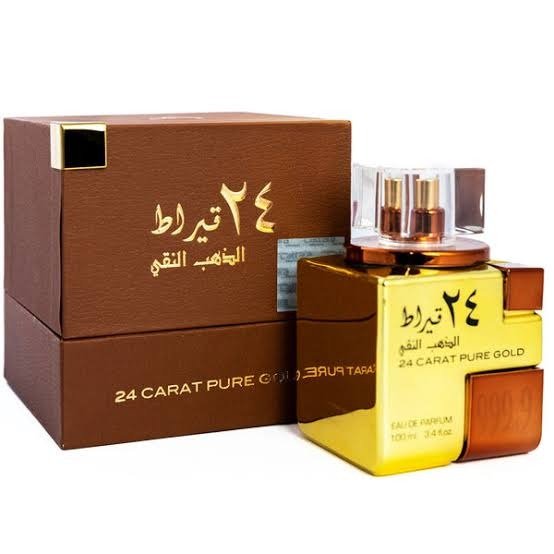 ٢٤ قيراط
الذهب النقي
24 CARAT PURE GOLD
٢٤ قيراط
الذهب النقي
24 CARAT PURE GOLD
EAU DE PARFUM
100 ml 3.4 fl.oz.
999.9